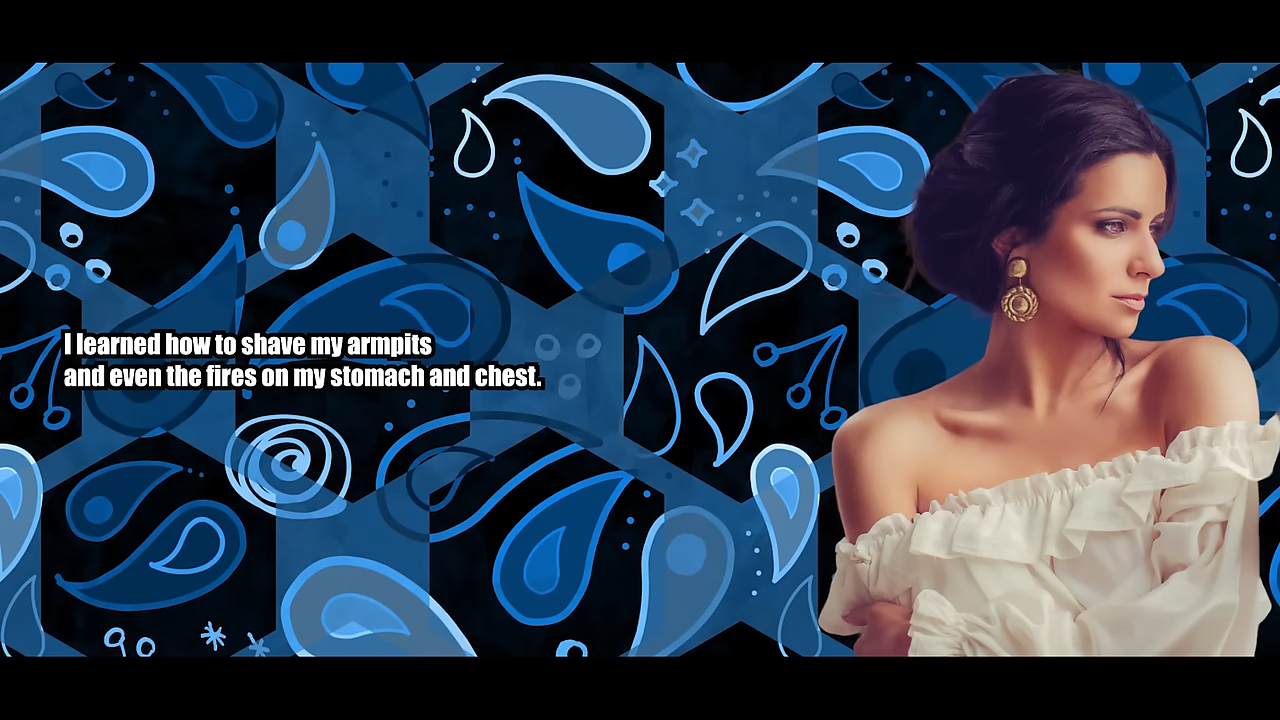 I learned how to shave my armpits
and even the fires on my stomach and chest.